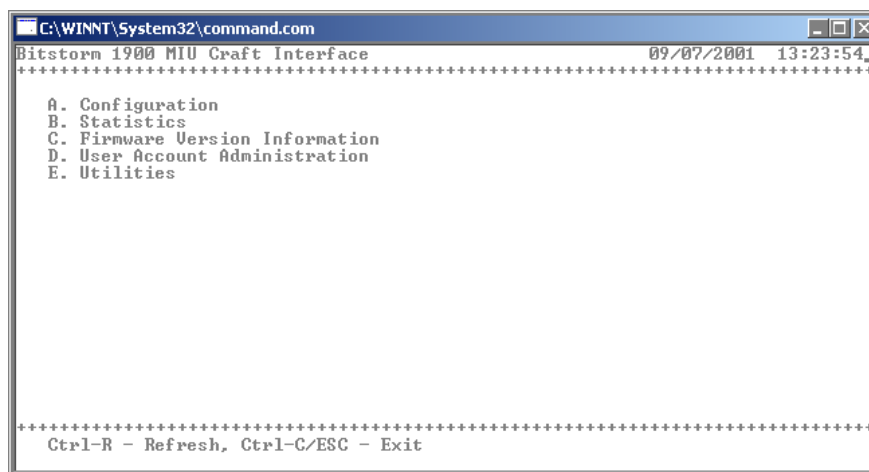 C:\WINNT\System32\command.com
Bitstorm 1900 MIU Craft Interface 09/07/2001 13:23:54
++++++++++++++++++++++++++++++++++++++++++++++++++++++++++++++++++++++++++++++++
A. Configuration
B. Statistics
C. Firmware Version Information
D. User Account Administration
E. Utilities
++++++++++++++++++++++++++++++++++++++++++++++++++++++++++++++++++++++++++++++++
Ctrl-R - Refresh, Ctrl-C/ESC - Exit